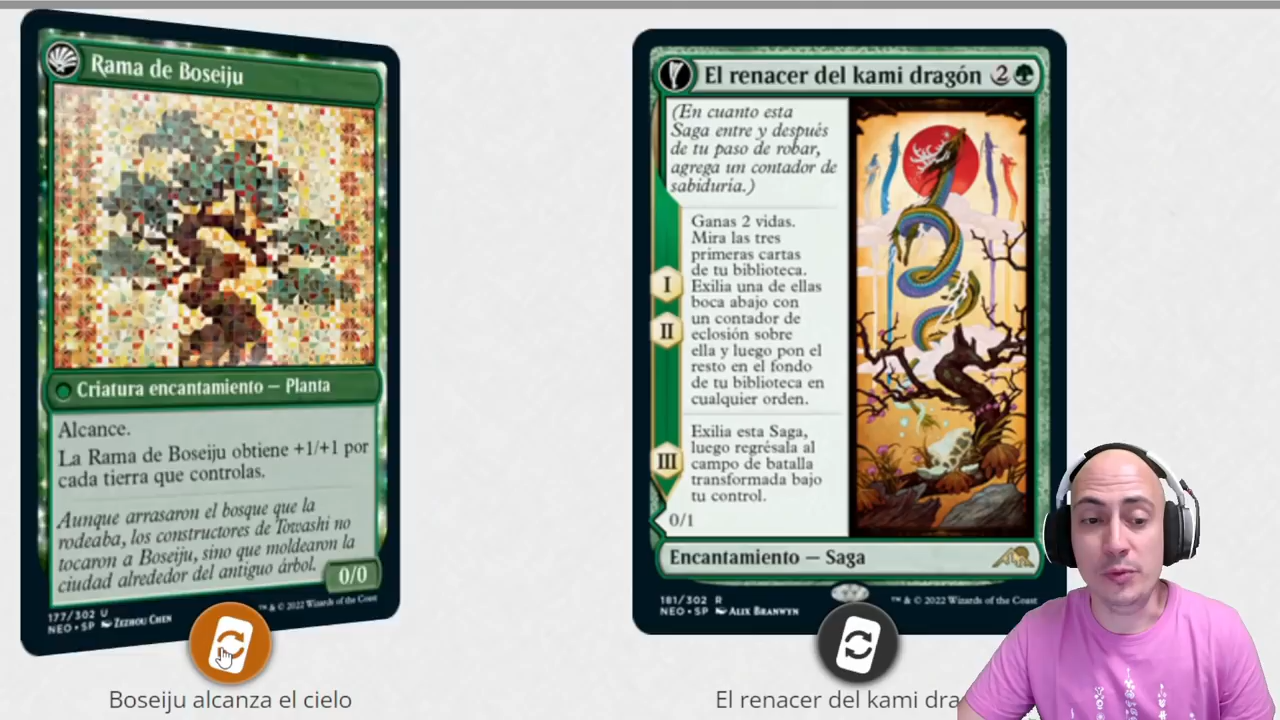 Rama de Boseiju
Criatura encantamiento — Planta
Alcance.
La Rama de Boseiju obtiene +1/+1 por
cada tierra que controlas.
Aunque arrasaron el bosque que la
rodeaba, los constructores de Towashi no
tocaron a Boseiju, sino que moldearon la
ciudad alrededor del antiguo árbol.
0/0
177/302 U
NEO • SP Zezhou Chen
™ & © 2022 Wizards of the Coast
Boseiju alcanza el cielo
El renacer del kami dragón 2
(En cuanto esta
Saga entre y después
de tu paso de robar,
agrega un contador de
sabiduría.)
I
II
Ganas 2 vidas.
Mira las tres
primeras cartas
de tu biblioteca.
Exilia una de ellas
boca abajo con
un contador de
eclosión sobre
ella y luego pon el
resto en el fondo
de tu biblioteca en
cualquier orden.
III
Exilia esta Saga,
luego regrésala al
campo de batalla
transformada bajo
tu control.
0/1
Encantamiento — Saga
181/302 R
NEO • SP Alix Branwyn
™ & © 2022 Wizards of the Coast
El renacer del kami dra